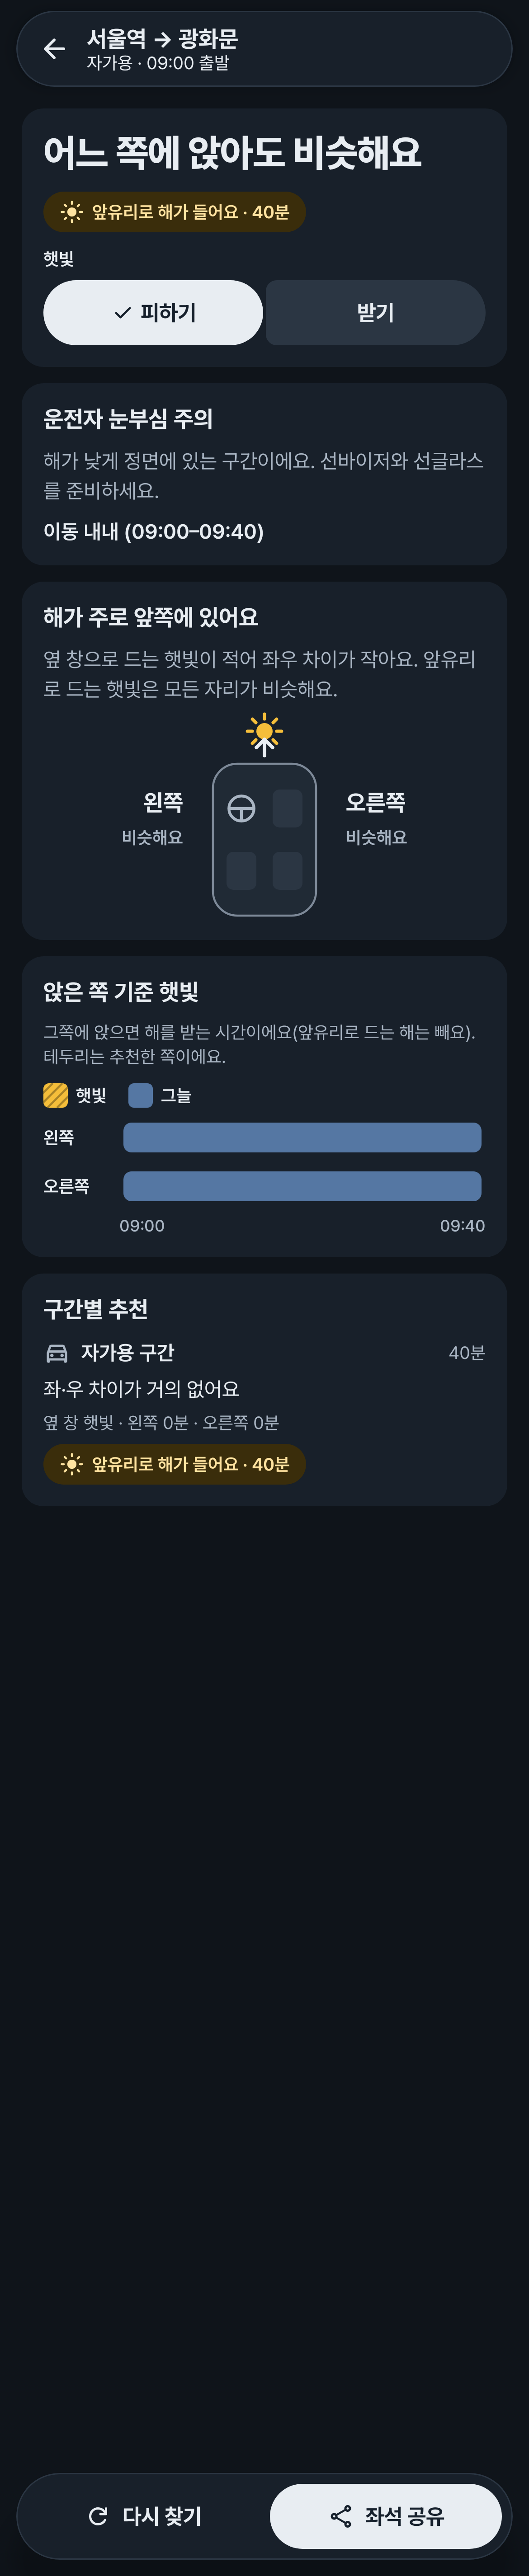 서울역 → 광화문
자가용 · 09:00 출발
어느 쪽에 앉아도 비슷해요
앞유리로 해가 들어요 · 40분
햇빛
피하기
받기
운전자 눈부심 주의
해가 낮게 정면에 있는 구간이에요. 선바이저와 선글라스
를 준비하세요.
이동 내내 (09:00–09:40)
해가 주로 앞쪽에 있어요
옆 창으로 드는 햇빛이 적어 좌우 차이가 작아요. 앞유리
로 드는 햇빛은 모든 자리가 비슷해요.
왼쪽
비슷해요
오른쪽
비슷해요
앉은 쪽 기준 햇빛
그쪽에 앉으면 해를 받는 시간이에요(앞유리로 드는 해는 빼요).
테두리는 추천한 쪽이에요.
햇빛
그늘
왼쪽
오른쪽
09:00
09:40
구간별 추천
자가용 구간
40분
좌·우 차이가 거의 없어요
옆 창 햇빛 · 왼쪽 0분 · 오른쪽 0분
앞유리로 해가 들어요 · 40분
다시 찾기
좌석 공유